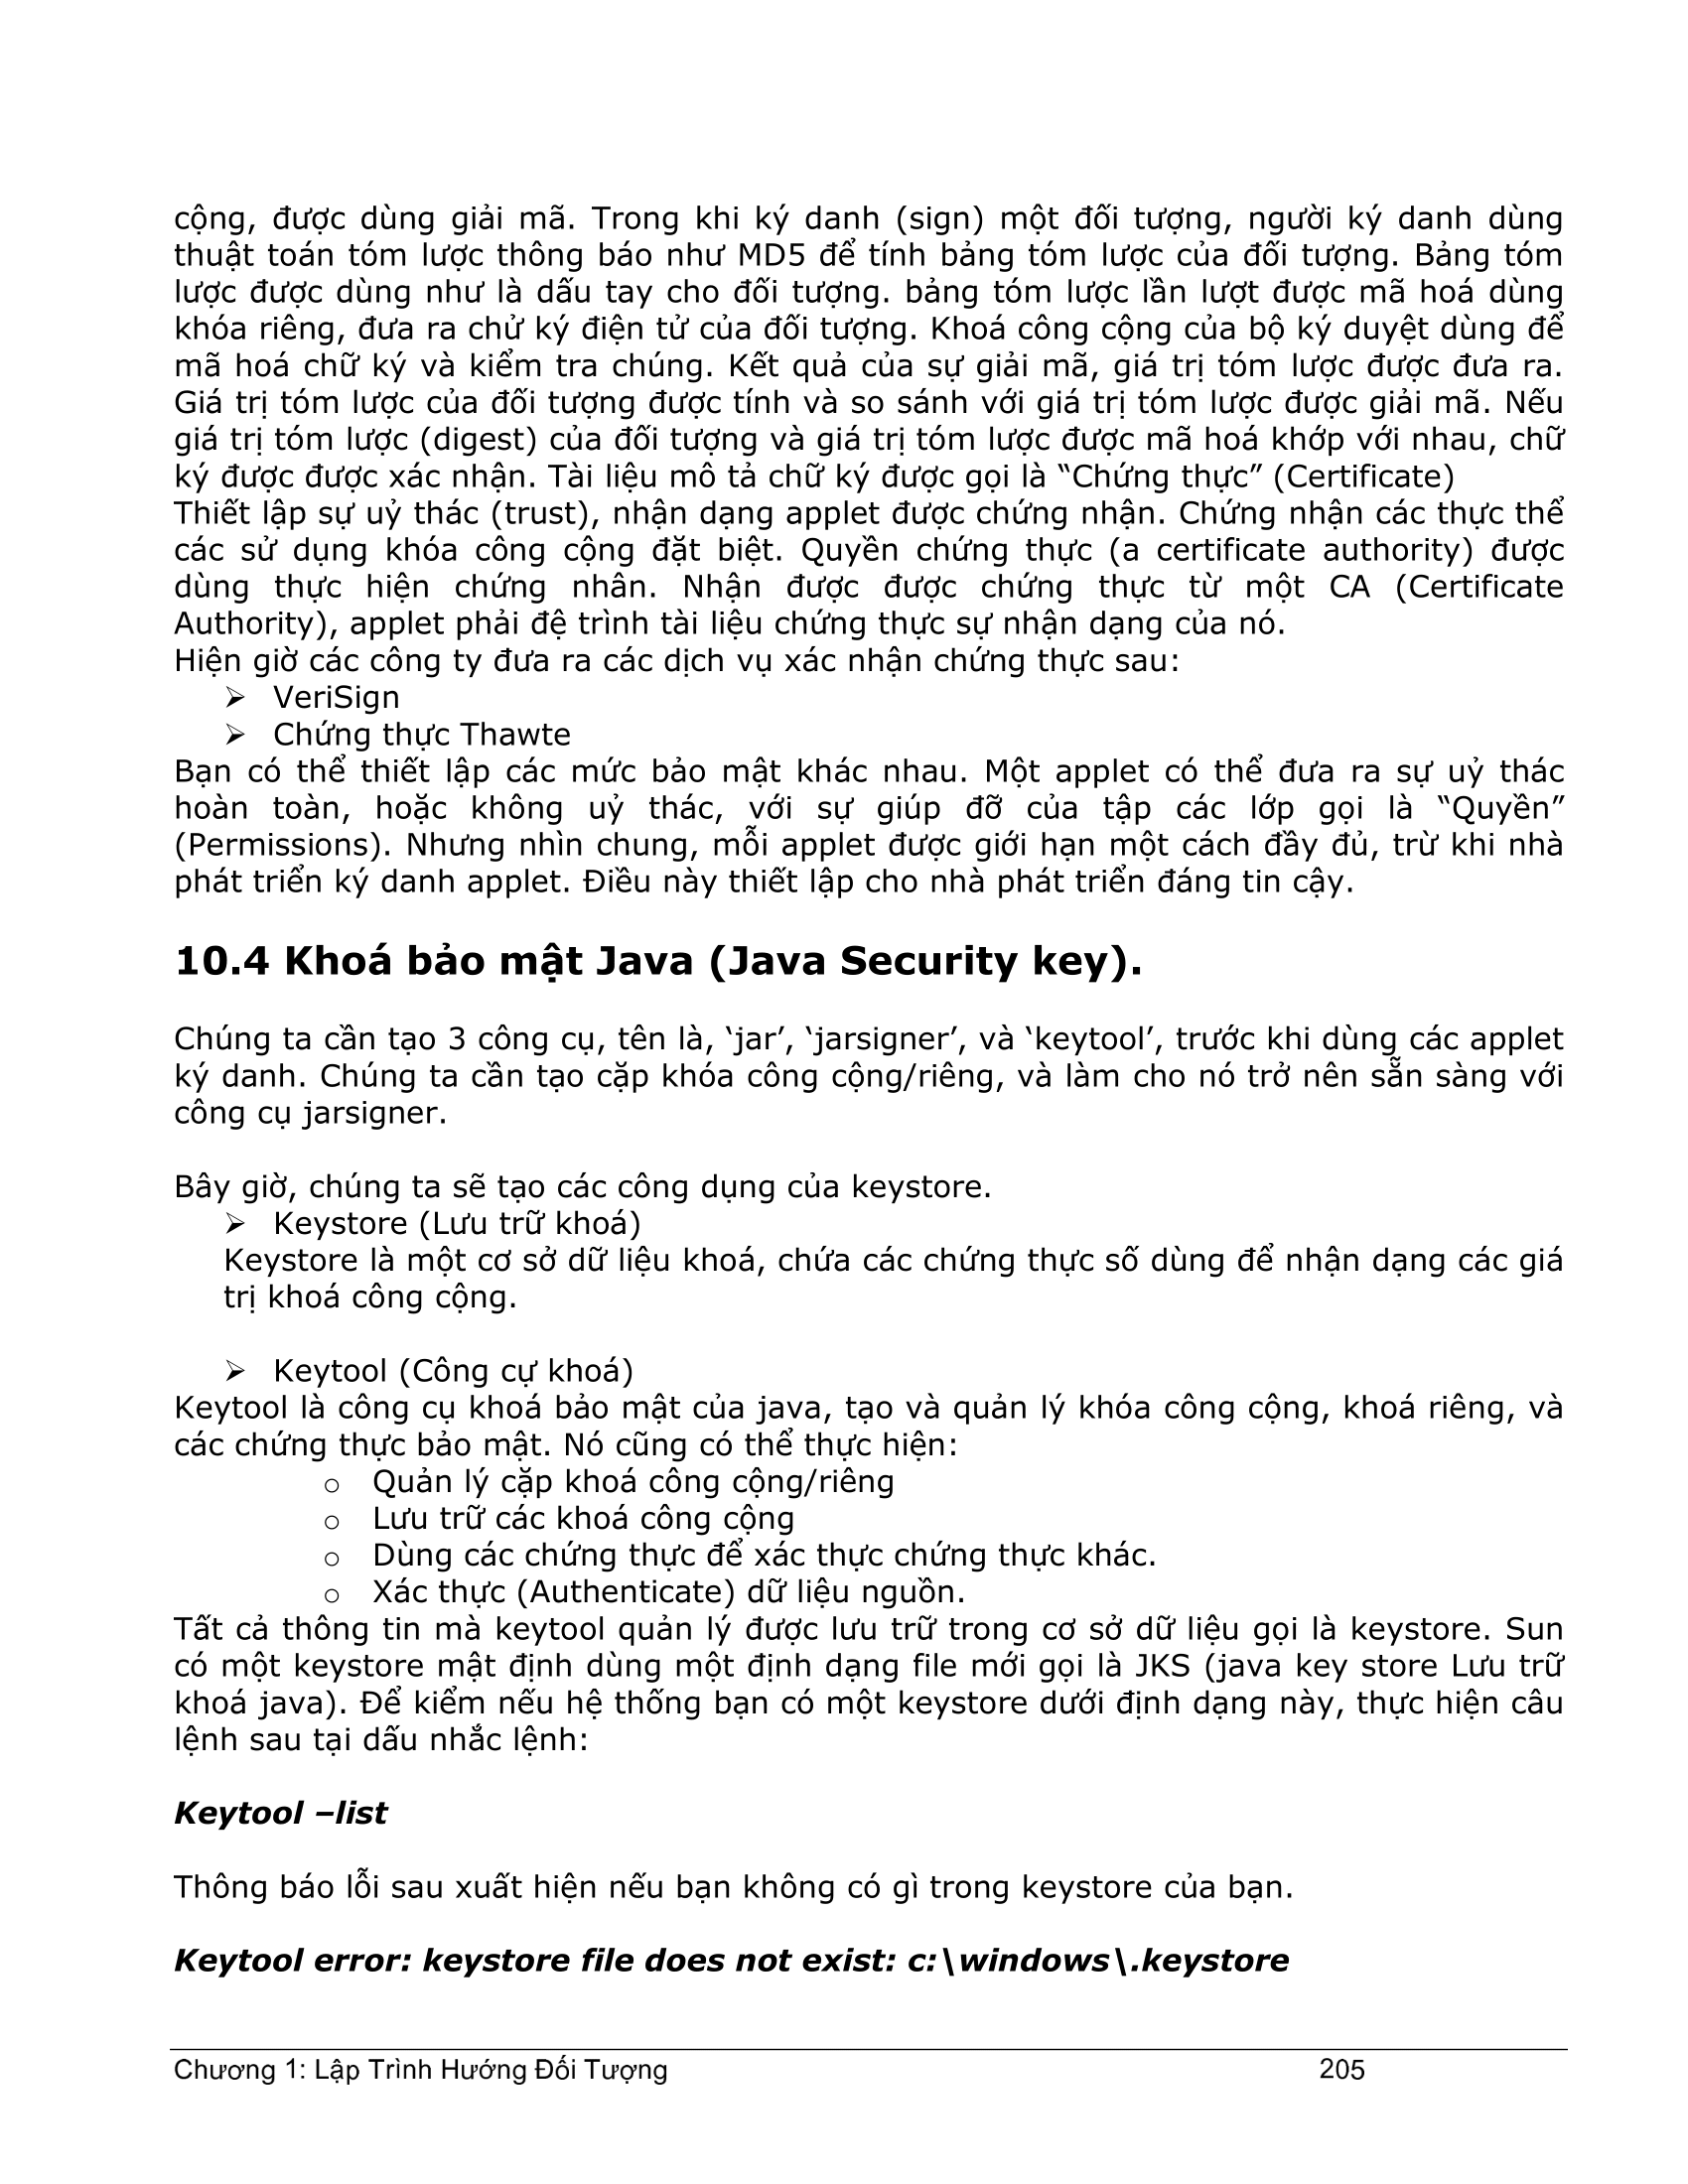 cộng, được dùng giải mã. Trong khi ký danh (sign) một đối tượng, người ký danh dùng
thuật toán tóm lược thông báo như MD5 để tính bảng tóm lược của đối tượng. Bảng tóm
lược được dùng như là dấu tay cho đối tượng. bảng tóm lược lần lượt được mã hoá dùng
khóa riêng, đưa ra chử ký điện tử của đối tượng. Khoá công cộng của bộ ký duyệt dùng để
mã hoá chữ ký và kiểm tra chúng. Kết quả của sự giải mã, giá trị tóm lược được đưa ra.
Giá trị tóm lược của đối tượng được tính và so sánh với giá trị tóm lược được giải mã. Nếu
giá trị tóm lược (digest) của đối tượng và giá trị tóm lược được mã hoá khớp với nhau, chữ
ký được được xác nhận. Tài liệu mô tả chữ ký được gọi là “Chứng thực” (Certificate)
Thiết lập sự uỷ thác (trust), nhận dạng applet được chứng nhận. Chứng nhận các thực thể
các sử dụng khóa công cộng đặt biệt. Quyền chứng thực (a certificate authority) được
dùng thực hiện chứng nhân. Nhận được được chứng thực từ một CA (Certificate
Authority), applet phải đệ trình tài liệu chứng thực sự nhận dạng của nó.
Hiện giờ các công ty đưa ra các dịch vụ xác nhận chứng thực sau:
➢ VeriSign
➢ Chứng thực Thawte
Bạn có thể thiết lập các mức bảo mật khác nhau. Một applet có thể đưa ra sự uỷ thác
hoàn toàn, hoặc không uỷ thác, với sự giúp đỡ của tập các lớp gọi là “Quyền”
(Permissions). Nhưng nhìn chung, mỗi applet được giới hạn một cách đầy đủ, trừ khi nhà
phát triển ký danh applet. Điều này thiết lập cho nhà phát triển đáng tin cậy.
10.4 Khoá bảo mật Java (Java Security key).
Chúng ta cần tạo 3 công cụ, tên là, ‘jar’, ‘jarsigner’, và ‘keytool’, trước khi dùng các applet
ký danh. Chúng ta cần tạo cặp khóa công cộng/riêng, và làm cho nó trở nên sẵn sàng với
công cụ jarsigner.
Bây giờ, chúng ta sẽ tạo các công dụng của keystore.
➢ Keystore (Lưu trữ khoá)
Keystore là một cơ sở dữ liệu khoá, chứa các chứng thực số dùng để nhận dạng các giá
trị khoá công cộng.
➢ Keytool (Công cự khoá)
Keytool là công cụ khoá bảo mật của java, tạo và quản lý khóa công cộng, khoá riêng, và
các chứng thực bảo mật. Nó cũng có thể thực hiện:
o Quản lý cặp khoá công cộng/riêng
o Lưu trữ các khoá công cộng
o Dùng các chứng thực để xác thực chứng thực khác.
o Xác thực (Authenticate) dữ liệu nguồn.
Tất cả thông tin mà keytool quản lý được lưu trữ trong cơ sở dữ liệu gọi là keystore. Sun
có một keystore mật định dùng một định dạng file mới gọi là JKS (java key store Lưu trữ
khoá java). Để kiểm nếu hệ thống bạn có một keystore dưới định dạng này, thực hiện câu
lệnh sau tại dấu nhắc lệnh:
Keytool –list
Thông báo lỗi sau xuất hiện nếu bạn không có gì trong keystore của bạn.
Keytool error: keystore file does not exist: c:\windows\.keystore
Chương 1: Lập Trình Hướng Đối Tượng 205